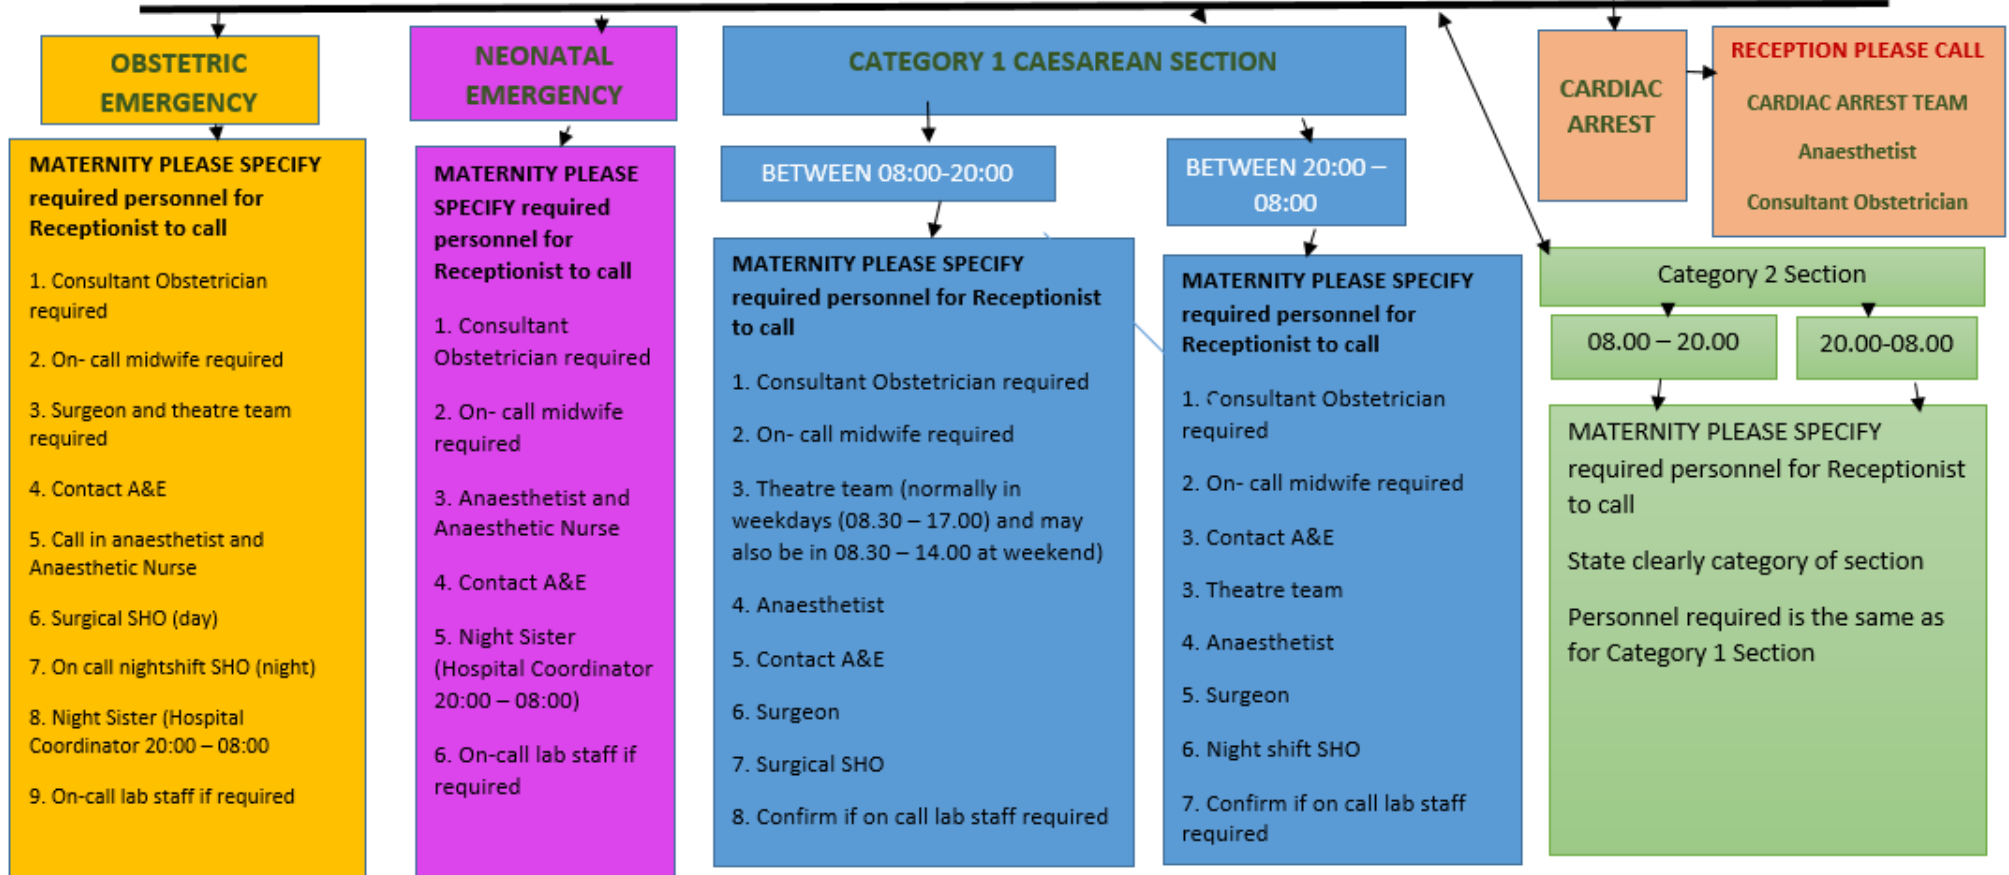 OBSTETRIC
EMERGENCY
MATERNITY PLEASE SPECIFY
required personnel for
Receptionist to call
1. Consultant Obstetrician
required
2. On- call midwife required
3. Surgeon and theatre team
required
4. Contact A&E
5. Call in anaesthetist and
Anaesthetic Nurse
6. Surgical SHO (day)
7. On call nightshift SHO (night)
8. Night Sister (Hospital
Coordinator 20:00 – 08:00
9. On-call lab staff if required
NEONATAL
EMERGENCY
MATERNITY PLEASE
SPECIFY required
personnel for
Receptionist to call
1. Consultant
Obstetrician required
2. On- call midwife
required
3. Anaesthetist and
Anaesthetic Nurse
4. Contact A&E
5. Night Sister
(Hospital Coordinator
20:00 – 08:00)
6. On-call lab staff if
required
CATEGORY 1 CAESAREAN SECTION
BETWEEN 08:00-20:00
MATERNITY PLEASE SPECIFY
required personnel for Receptionist
to call
1. Consultant Obstetrician required
2. On- call midwife required
3. Theatre team (normally in
weekdays (08.30 – 17.00) and may
also be in 08.30 – 14.00 at weekend)
4. Anaesthetist
5. Contact A&E
6. Surgeon
7. Surgical SHO
8. Confirm if on call lab staff required
BETWEEN 20:00 –
08:00
MATERNITY PLEASE SPECIFY
required personnel for
Receptionist to call
1. Consultant Obstetrician
required
2. On- call midwife required
3. Contact A&E
3. Theatre team
4. Anaesthetist
5. Surgeon
6. Night shift SHO
7. Confirm if on call lab staff
required
CARDIAC
ARREST
RECEPTION PLEASE CALL
CARDIAC ARREST TEAM
Anaesthetist
Consultant Obstetrician
Category 2 Section
08.00 – 20.00
20.00-08.00
MATERNITY PLEASE SPECIFY
required personnel for Receptionist
to call
State clearly category of section
Personnel required is the same as
for Category 1 Section